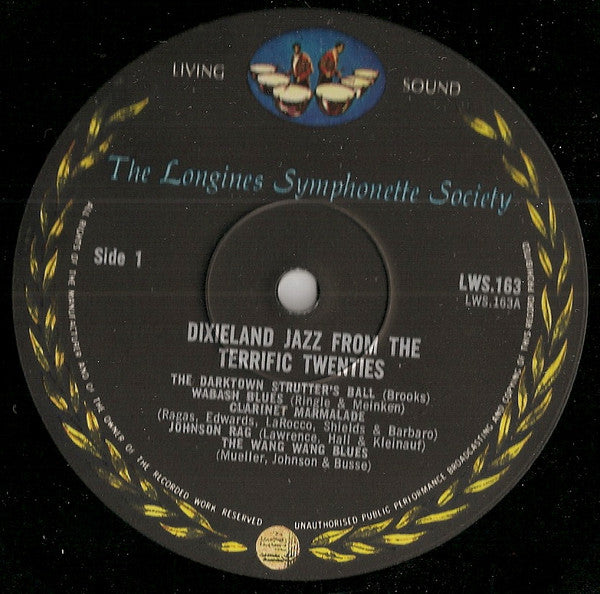 LIVING SOUND
The Longines Symphonette Society
Side 1
LWS.163
LWS.163A
DIXIELAND JAZZ FROM THE
TERRIFIC TWENTIES
THE DARKTOWN STRUTTER'S BALL (Brooks)
WABASH BLUES (Ringle & Meinken)
CLARINET MARMALADE
(Ragas, Edwards, LaRocco, Shields & Barbaro)
JOHNSON RAG (Lawrence, Hall & Kleinauf)
THE WANG WANG BLUES
(Mueller, Johnson & Busse)
ALL RIGHTS OF THE MANUFACTURER AND OF THE OWNER OF THE RECORDED WORK RESERVED
UNAUTHORISED PUBLIC PERFORMANCE BROADCASTING AND COPYING OF THIS RECORD PROHIBITED